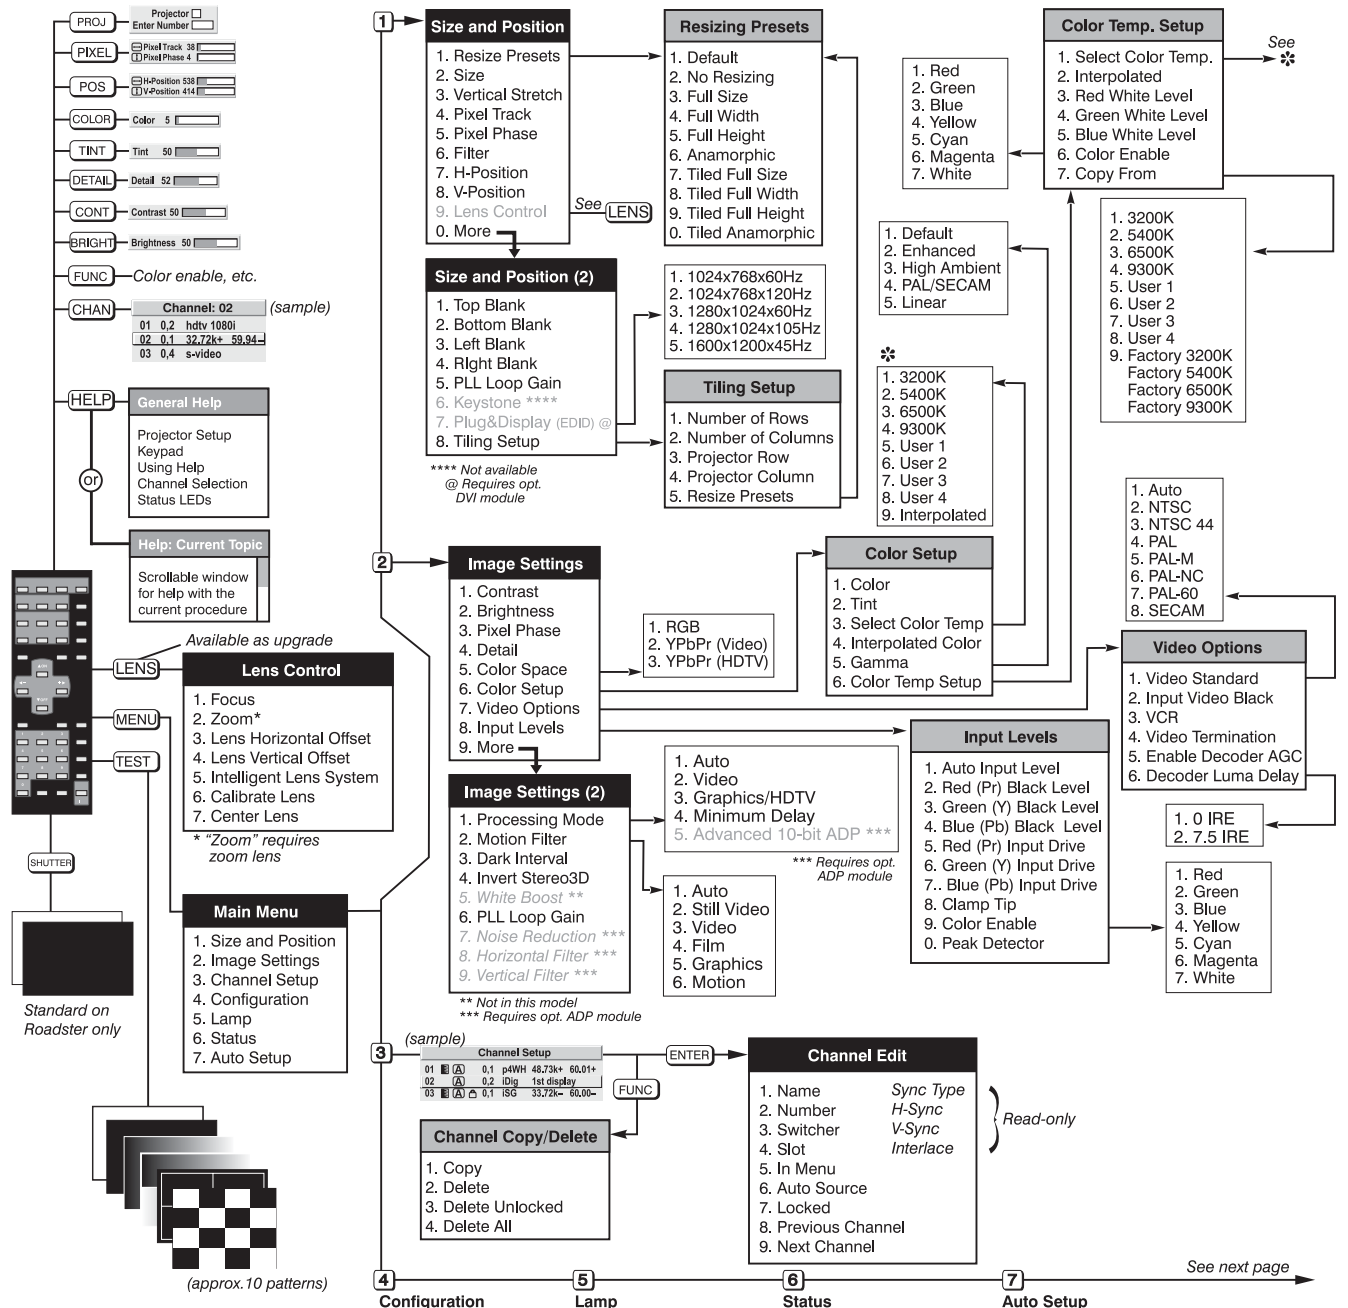 PROJ
Projector
Enter Number
PIXEL
Pixel Track 38
Pixel Phase 4
POS
H-Position 538
V-Position 414
COLOR
Color 5
TINT
Tint 50
DETAIL
Detail 52
CONT
Contrast 50
BRIGHT
Brightness 50
FUNC
Color enable, etc.
CHAN
Channel: 02
(sample)
01 0,2 hdtv 1080i
02 0.1 32.72k+ 59.94–
03 0,4 s-video
HELP
General Help
Projector Setup
Keypad
Using Help
Channel Selection
Status LEDs
or
Help: Current Topic
Scrollable window
for help with the
current procedure
Available as upgrade
LENS
Lens Control
1. Focus
2. Zoom*
3. Lens Horizontal Offset
4. Lens Vertical Offset
5. Intelligent Lens System
6. Calibrate Lens
7. Center Lens
* “Zoom” requires
zoom lens
MENU
TEST
SHUTTER
Standard on
Roadster only
Main Menu
1. Size and Position
2. Image Settings
3. Channel Setup
4. Configuration
5. Lamp
6. Status
7. Auto Setup
(approx.10 patterns)
1
Size and Position
1. Resize Presets
2. Size
3. Vertical Stretch
4. Pixel Track
5. Pixel Phase
6. Filter
7. H-Position
8. V-Position
9. Lens Control
0. More
See LENS
Resizing Presets
1. Default
2. No Resizing
3. Full Size
4. Full Width
5. Full Height
6. Anamorphic
7. Tiled Full Size
8. Tiled Full Width
9. Tiled Full Height
0. Tiled Anamorphic
Size and Position (2)
1. Top Blank
2. Bottom Blank
3. Left Blank
4. RIght Blank
5. PLL Loop Gain
6. Keystone ****
7. Plug&Display (EDID) @
8. Tiling Setup
**** Not available
@ Requires opt.
DVI module
1. 1024x768x60Hz
2. 1024x768x120Hz
3. 1280x1024x60Hz
4. 1280x1024x105Hz
5. 1600x1200x45Hz
Tiling Setup
1. Number of Rows
2. Number of Columns
3. Projector Row
4. Projector Column
5. Resize Presets
Color Temp. Setup
1. Select Color Temp.
2. Interpolated
3. Red White Level
4. Green White Level
5. Blue White Level
6. Color Enable
7. Copy From
See
✽
1. Red
2. Green
3. Blue
4. Yellow
5. Cyan
6. Magenta
7. White
1. 3200K
2. 5400K
3. 6500K
4. 9300K
5. User 1
6. User 2
7. User 3
8. User 4
9. Factory 3200K
Factory 5400K
Factory 6500K
Factory 9300K
1. Default
2. Enhanced
3. High Ambient
4. PAL/SECAM
5. Linear
✽
1. 3200K
2. 5400K
3. 6500K
4. 9300K
5. User 1
6. User 2
7. User 3
8. User 4
9. Interpolated
2
Image Settings
1. Contrast
2. Brightness
3. Pixel Phase
4. Detail
5. Color Space
6. Color Setup
7. Video Options
8. Input Levels
9. More
1. RGB
2. YPbPr (Video)
3. YPbPr (HDTV)
Color Setup
1. Color
2. Tint
3. Select Color Temp
4. Interpolated Color
5. Gamma
6. Color Temp Setup
1. Auto
2. NTSC
3. NTSC 44
4. PAL
5. PAL-M
6. PAL-NC
7. PAL-60
8. SECAM
Video Options
1. Video Standard
2. Input Video Black
3. VCR
4. Video Termination
5. Enable Decoder AGC
6. Decoder Luma Delay
1. 0 IRE
2. 7.5 IRE
Image Settings (2)
1. Processing Mode
2. Motion Filter
3. Dark Interval
4. Invert Stereo3D
5. White Boost **
6. PLL Loop Gain
7. Noise Reduction ***
8. Horizontal Filter ***
9. Vertical Filter ***
** Not in this model
*** Requires opt. ADP module
1. Auto
2. Video
3. Graphics/HDTV
4. Minimum Delay
5. Advanced 10-bit ADP ***
*** Requires opt.
ADP module
1. Auto
2. Still Video
3. Video
4. Film
5. Graphics
6. Motion
Input Levels
1. Auto Input Level
2. Red (Pr) Black Level
3. Green (Y) Black Level
4. Blue (Pb) Black Level
5. Red (Pr) Input Drive
6. Green (Y) Input Drive
7.. Blue (Pb) Input Drive
8. Clamp Tip
9. Color Enable
0. Peak Detector
1. Red
2. Green
3. Blue
4. Yellow
5. Cyan
6. Magenta
7. White
3
(sample)
Channel Setup
01 A 0,1 p4WH 48.73k+ 60.01+
02 A 0,2 iDig 1st display
03 A 0,1 iSG 33.72k– 60.00–
ENTER
FUNC
Channel Copy/Delete
1. Copy
2. Delete
3. Delete Unlocked
4. Delete All
Channel Edit
1. Name Sync Type
2. Number H-Sync
3. Switcher V-Sync
4. Slot Interlace
5. In Menu
6. Auto Source
7. Locked
8. Previous Channel
9. Next Channel
Read-only
See next page
4 5 6 7
Configuration Lamp Status Auto Setup